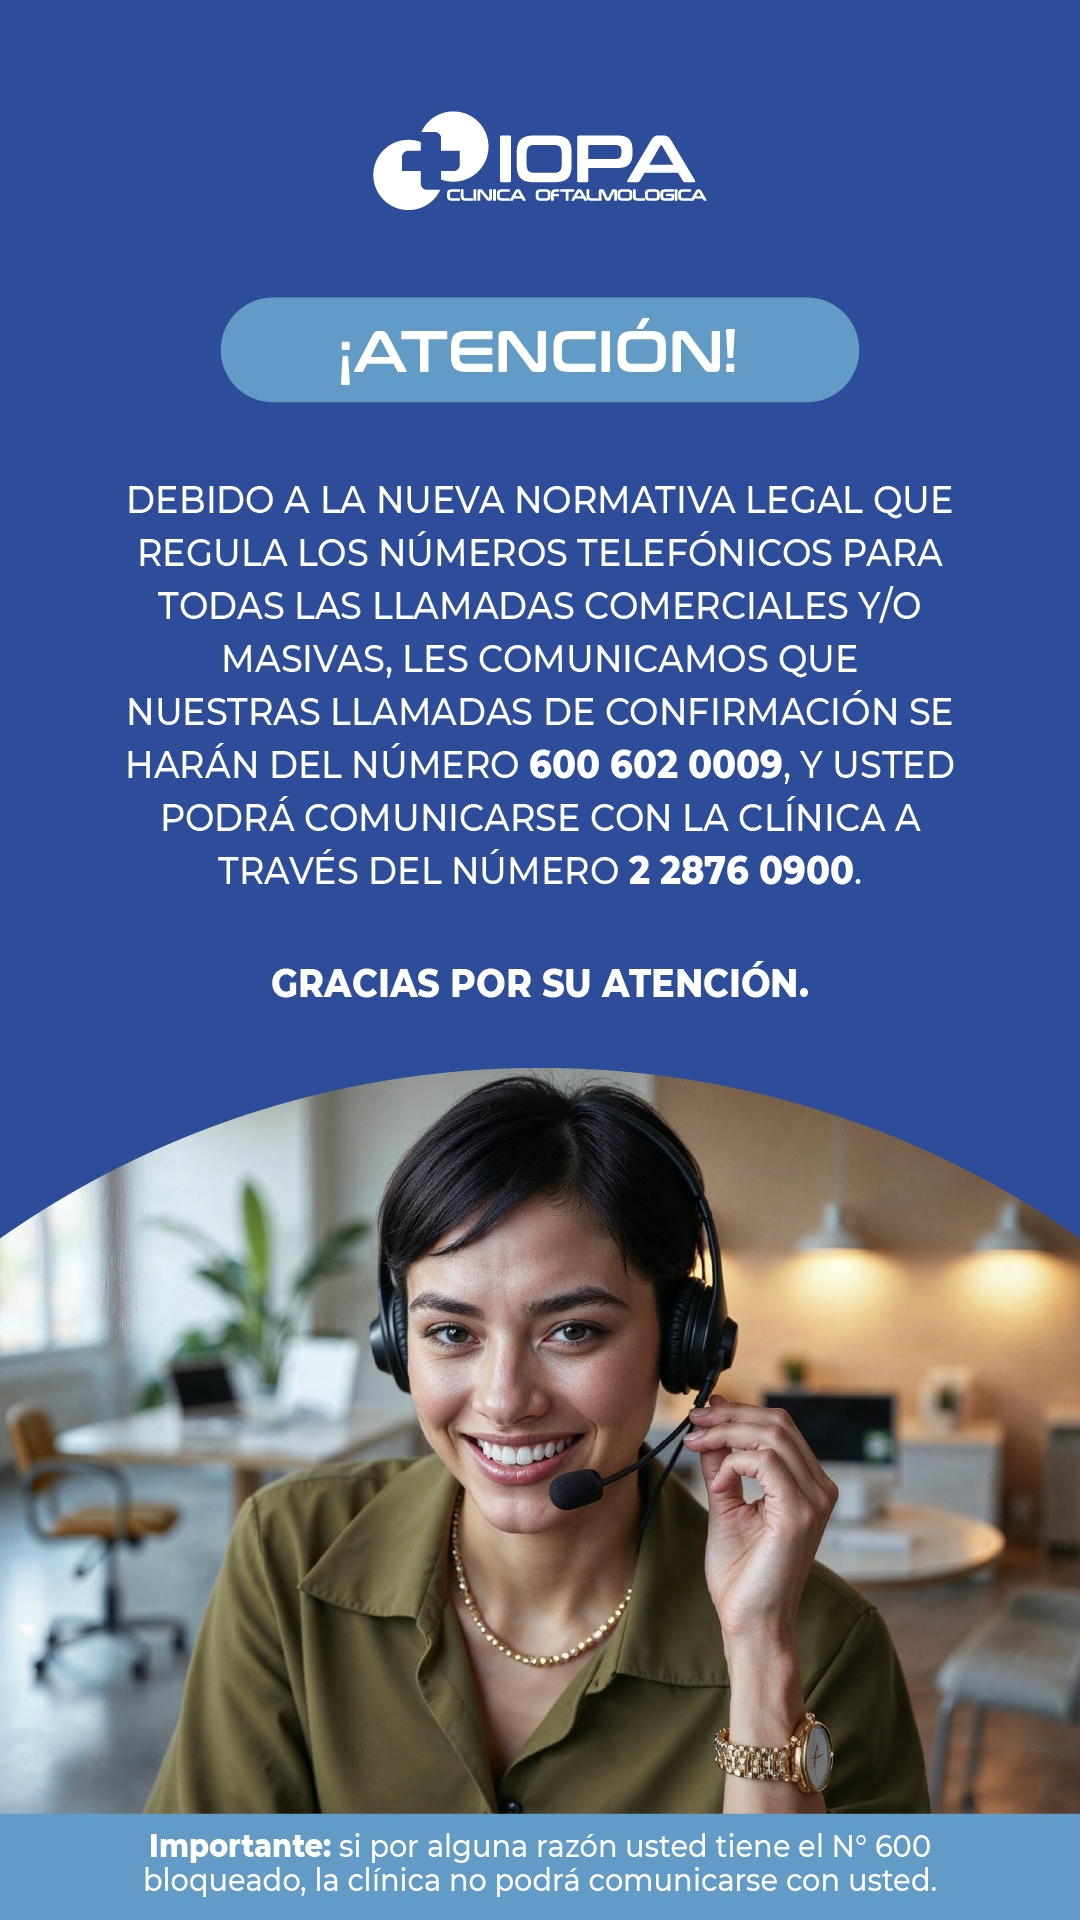 IOPA
CLINICA OFTALMOLOGICA
¡ATENCIÓN!
DEBIDO A LA NUEVA NORMATIVA LEGAL QUE
REGULA LOS NÚMEROS TELEFÓNICOS PARA
TODAS LAS LLAMADAS COMERCIALES Y/O
MASIVAS, LES COMUNICAMOS QUE
NUESTRAS LLAMADAS DE CONFIRMACIÓN SE
HARÁN DEL NÚMERO 600 602 0009, Y USTED
PODRÁ COMUNICARSE CON LA CLÍNICA A
TRAVÉS DEL NÚMERO 2 2876 0900.
GRACIAS POR SU ATENCIÓN.
Importante: si por alguna razón usted tiene el N° 600
bloqueado, la clínica no podrá comunicarse con usted.